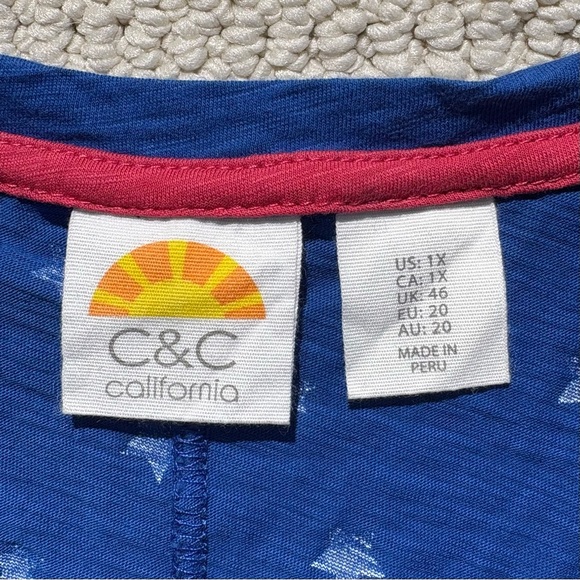 C&C
california
US: 1X
CA: 1X
UK: 46
EU: 20
AU: 20
MADE IN
PERU